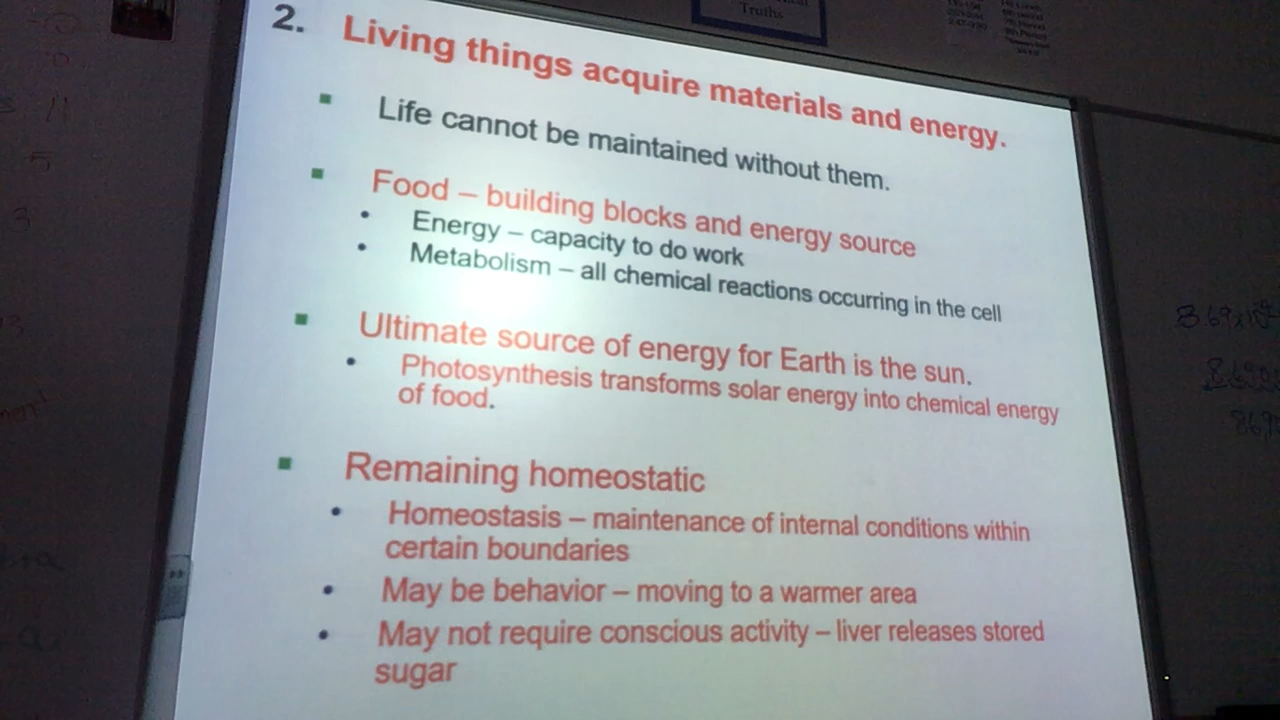 Truths
2. Living things acquire materials and energy.
▪ Life cannot be maintained without them.
▪ Food – building blocks and energy source
• Energy – capacity to do work
• Metabolism – all chemical reactions occurring in the cell
▪ Ultimate source of energy for Earth is the sun.
• Photosynthesis transforms solar energy into chemical energy
of food.
▪ Remaining homeostatic
• Homeostasis – maintenance of internal conditions within
certain boundaries
• May be behavior – moving to a warmer area
• May not require conscious activity – liver releases stored
sugar
11
5
3